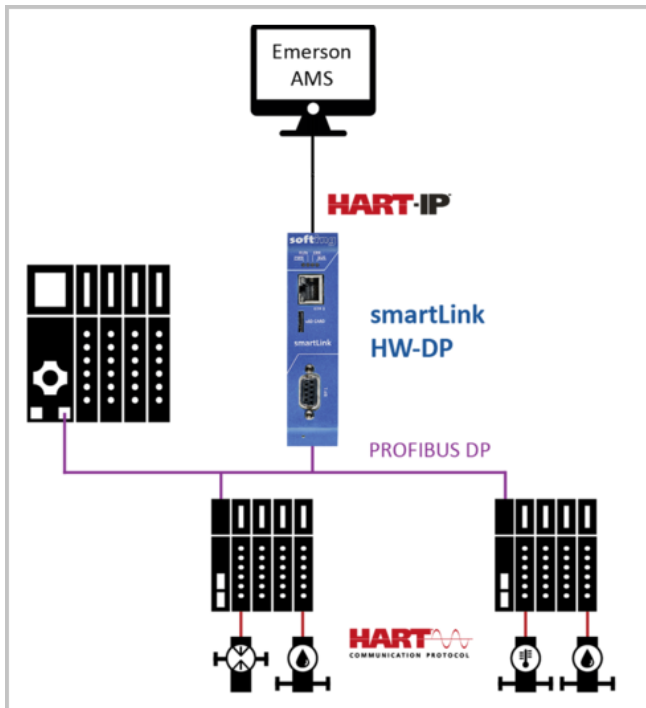 Emerson
AMS
HART-IP
softing
smartLink
HW-DP
smartLink
PROFIBUS DP
HART
COMMUNICATION PROTOCOL